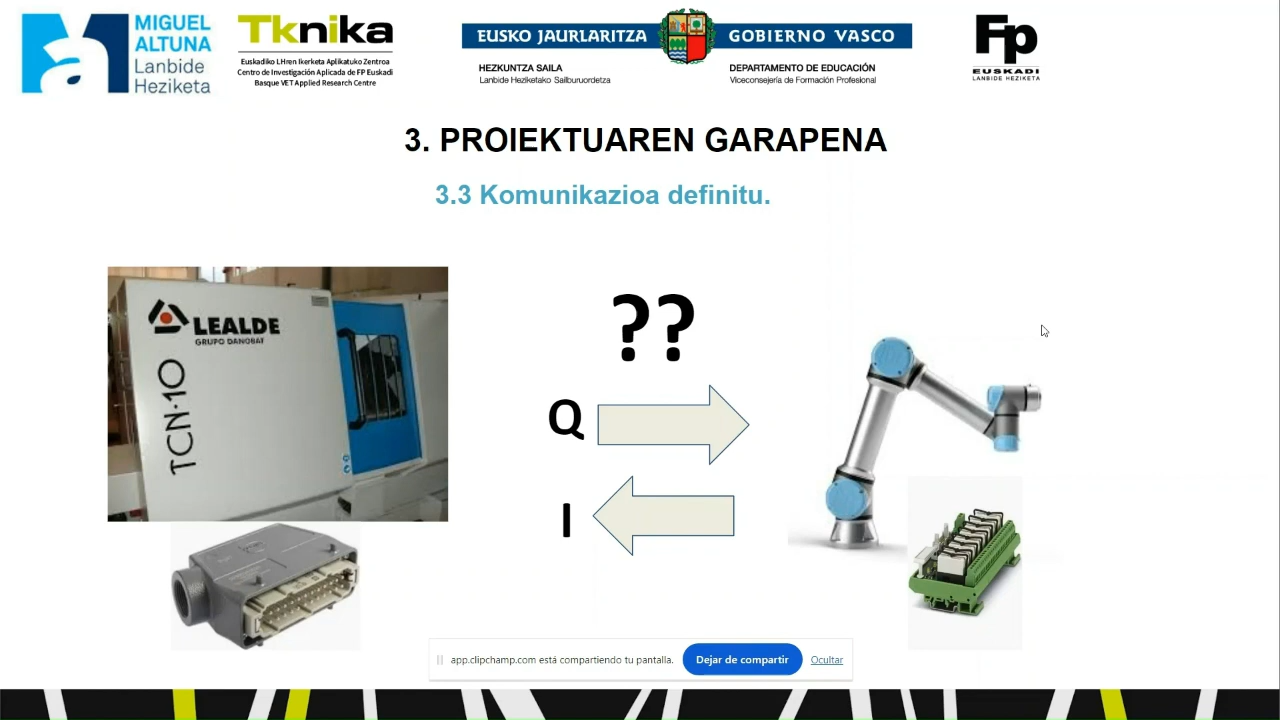 MIGUEL
ALTUNA
Lanbide
Heziketa
Tknika
Euskadiko LHren Ikerketa Aplikatuko Zentroa
Centro de Investigación Aplicada de FP Euskadi
Basque VET Applied Research Centre
EUSKO JAURLARITZA
GOBIERNO VASCO
HEZKUNTZA SAILA
Lanbide Heziketako Sailburuordetza
DEPARTAMENTO DE EDUCACIÓN
Viceconsejería de Formación Profesional
Fp
EUSKADI
LANBIDE HEZIKETA
3. PROIEKTUAREN GARAPENA
3.3 Komunikazioa definitu.
LEALDE
GRUPO DANOBAT
TCN-10
??
Q
I
app.clipchamp.com está compartiendo tu pantalla.
Dejar de compartir
Ocultar